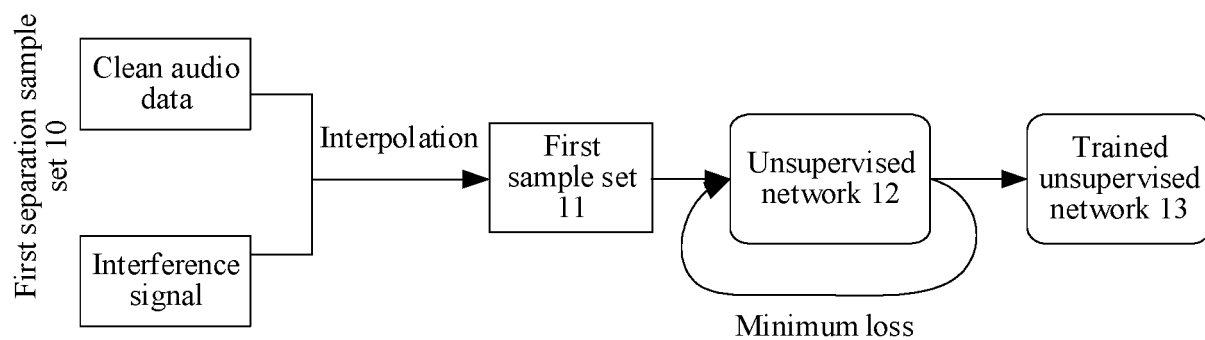 First separation sample
set 10
Clean audio
data
Interference
signal
Interpolation
First
sample set
11
Unsupervised
network 12
Minimum loss
Trained
unsupervised
network 13